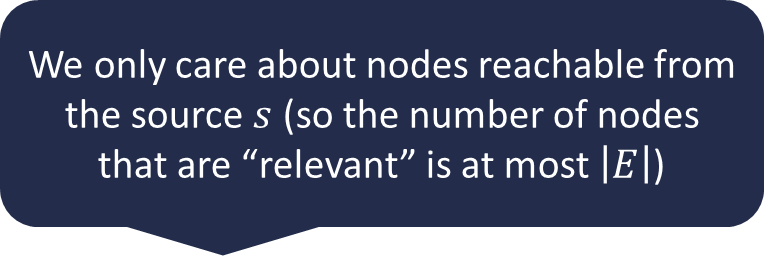 We only care about nodes reachable from
the source s (so the number of nodes
that are “relevant” is at most |E|)